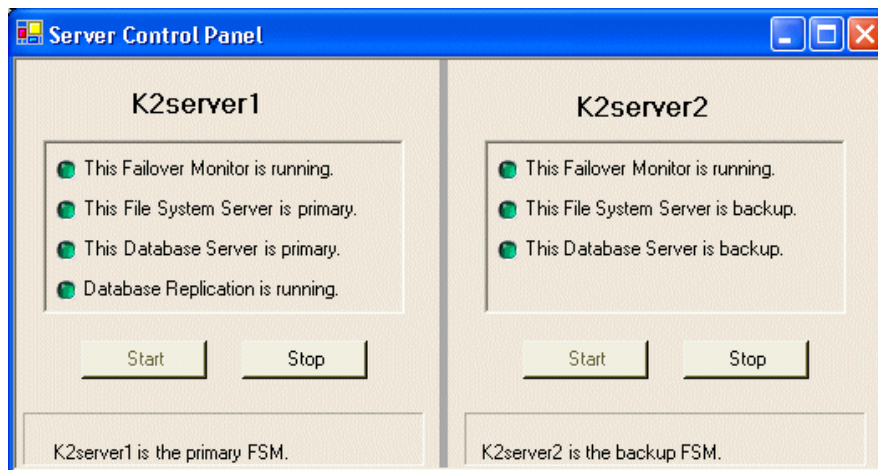 Server Control Panel
K2server1
This Failover Monitor is running.
This File System Server is primary.
This Database Server is primary.
Database Replication is running.
Start
Stop
K2server1 is the primary FSM.
K2server2
This Failover Monitor is running.
This File System Server is backup.
This Database Server is backup.
Start
Stop
K2server2 is the backup FSM.